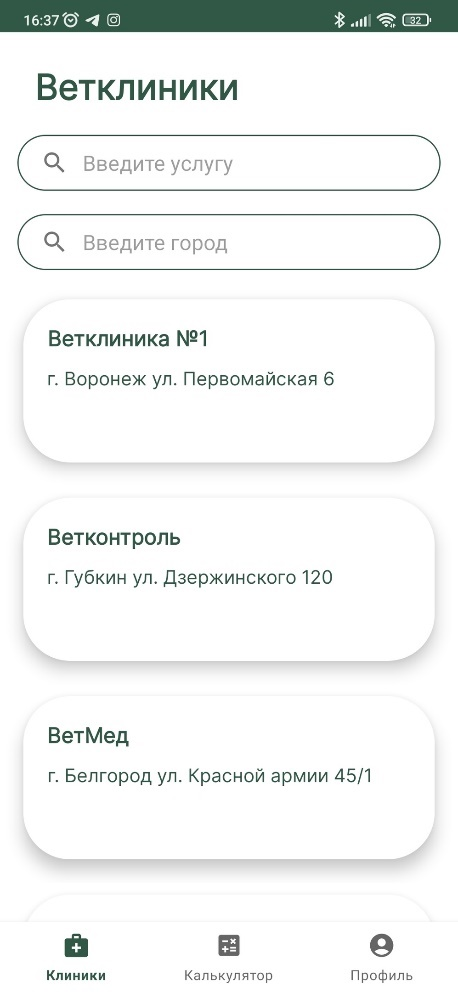 16:37
32
Ветклиники
Введите услугу
Введите город
Ветклиника №1
г. Воронеж ул. Первомайская 6
Ветконтроль
г. Губкин ул. Дзержинского 120
ВетМед
г. Белгород ул. Красной армии 45/1
Клиники
Калькулятор
Профиль